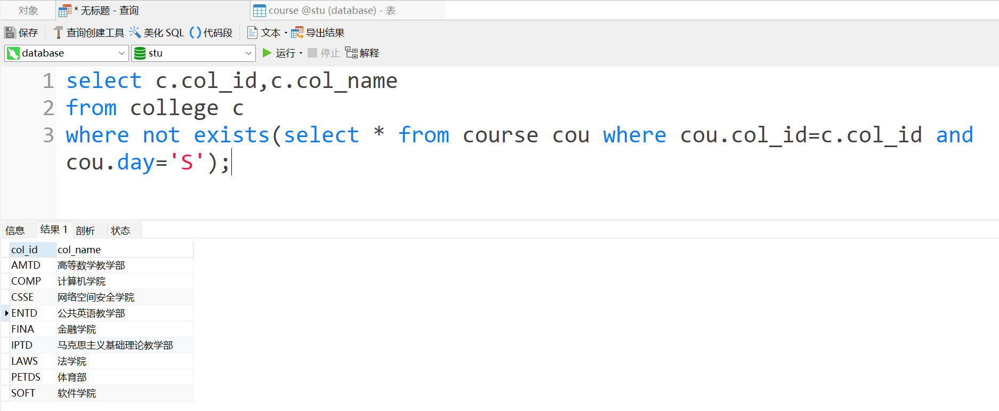 对象 * 无标题 - 查询 course @stu (database) - 表
保存 查询创建工具 美化 SQL 代码段 文本 导出结果
database stu 运行 停止 解释
1 select c.col_id,c.col_name
2 from college c
3 where not exists(select * from course cou where cou.col_id=c.col_id and
cou.day='S');
信息 结果 1 剖析 状态
col_id col_name
AMTD 高等数学教学部
COMP 计算机学院
CSSE 网络空间安全学院
ENTD 公共英语教学部
FINA 金融学院
IPTD 马克思主义基础理论教学部
LAWS 法学院
PETDS 体育部
SOFT 软件学院